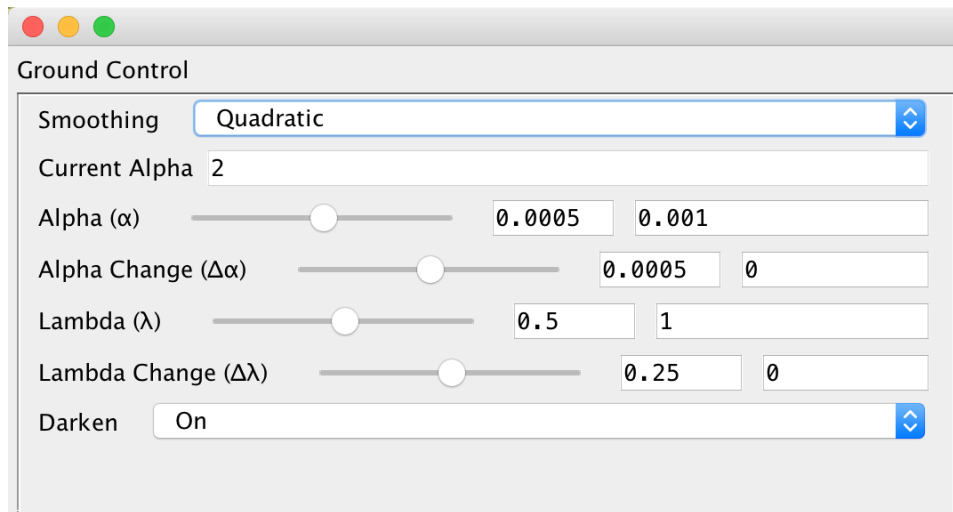 Ground Control
Smoothing Quadratic
Current Alpha 2
Alpha (α) 0.0005 0.001
Alpha Change (Δα) 0.0005 0
Lambda (λ) 0.5 1
Lambda Change (Δλ) 0.25 0
Darken On